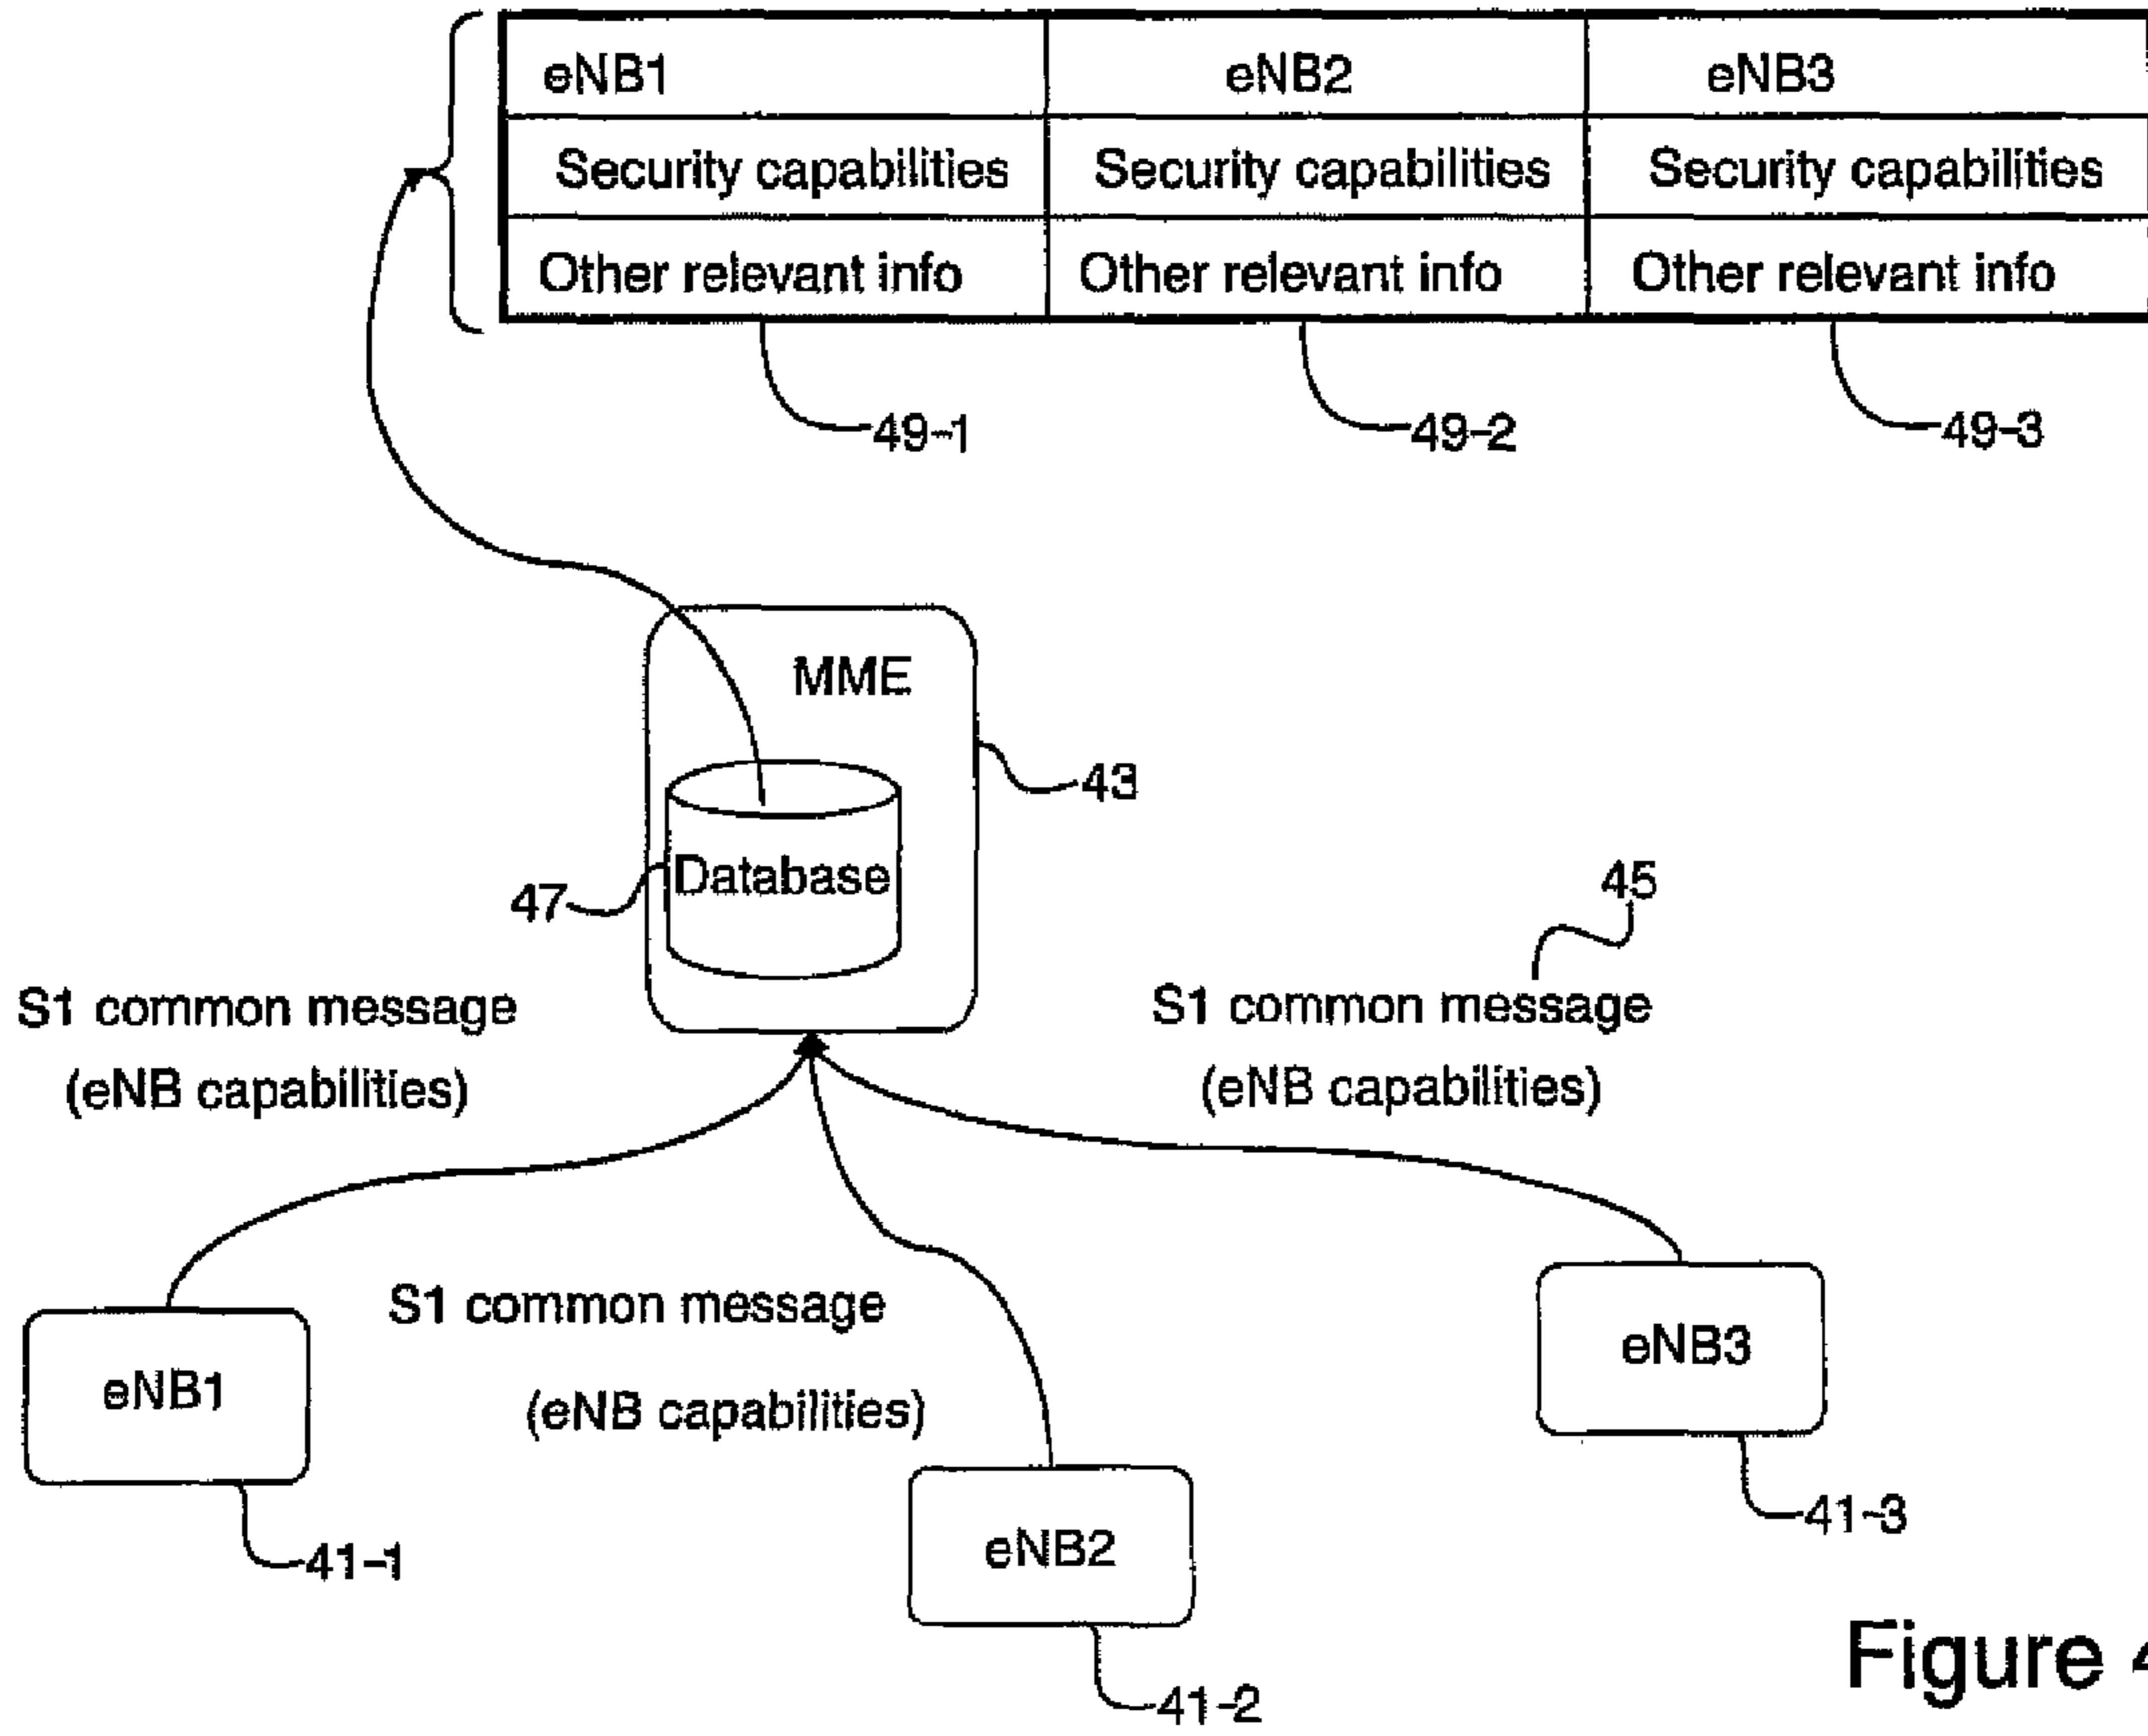 eNB1 eNB2 eNB3
Security capabilities Security capabilities Security capabilities
Other relevant info Other relevant info Other relevant info
49-1 49-2 49-3
MME
43
Database
47
45
S1 common message
(eNB capabilities)
S1 common message
(eNB capabilities)
S1 common message
(eNB capabilities)
eNB1
41-1
eNB2
41-2
eNB3
41-3
Figure 4